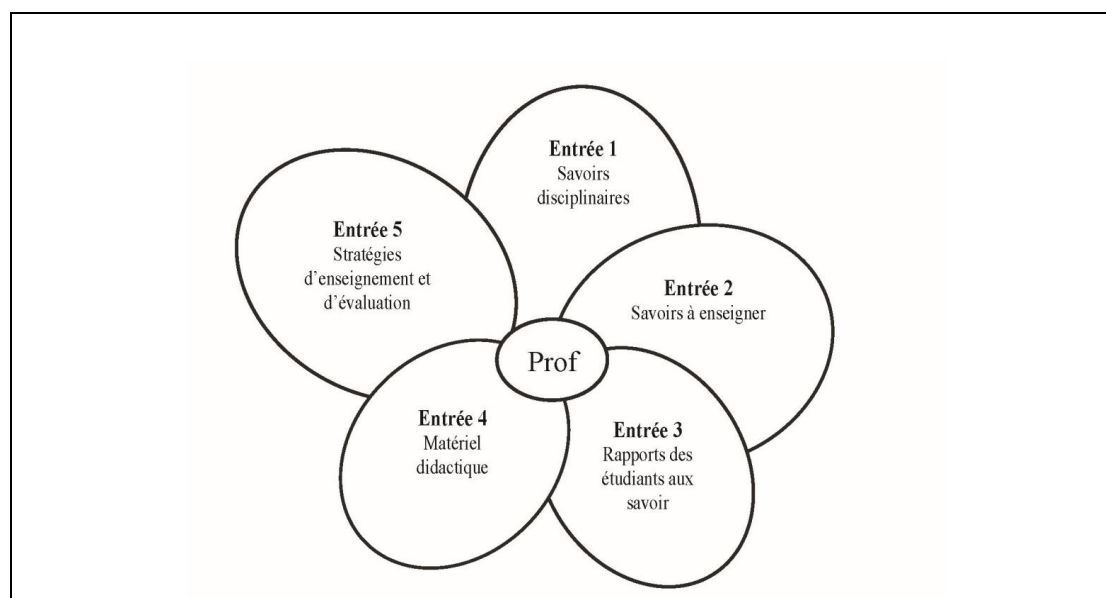 Entrée 1
Savoirs
disciplinaires
Entrée 2
Savoirs à enseigner
Entrée 3
Rapports des
étudiants aux
savoir
Entrée 4
Matériel
didactique
Entrée 5
Stratégies
d'enseignement et
d'évaluation
Prof